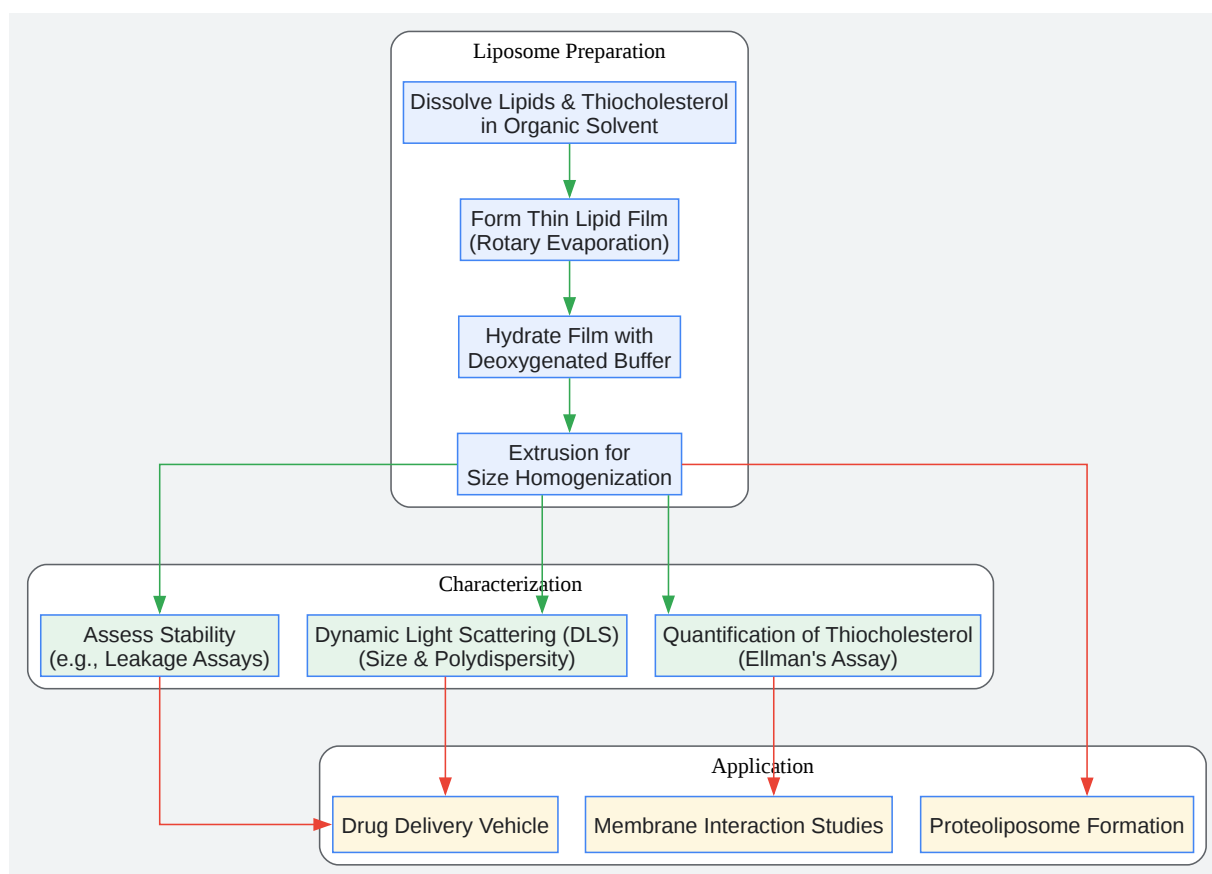 Liposome Preparation
Dissolve Lipids & Thiocholesterol
in Organic Solvent
Form Thin Lipid Film
(Rotary Evaporation)
Hydrate Film with
Deoxygenated Buffer
Extrusion for
Size Homogenization
Characterization
Assess Stability
(e.g., Leakage Assays)
Dynamic Light Scattering (DLS)
(Size & Polydispersity)
Quantification of Thiocholesterol
(Ellman's Assay)
Application
Drug Delivery Vehicle
Membrane Interaction Studies
Proteoliposome Formation